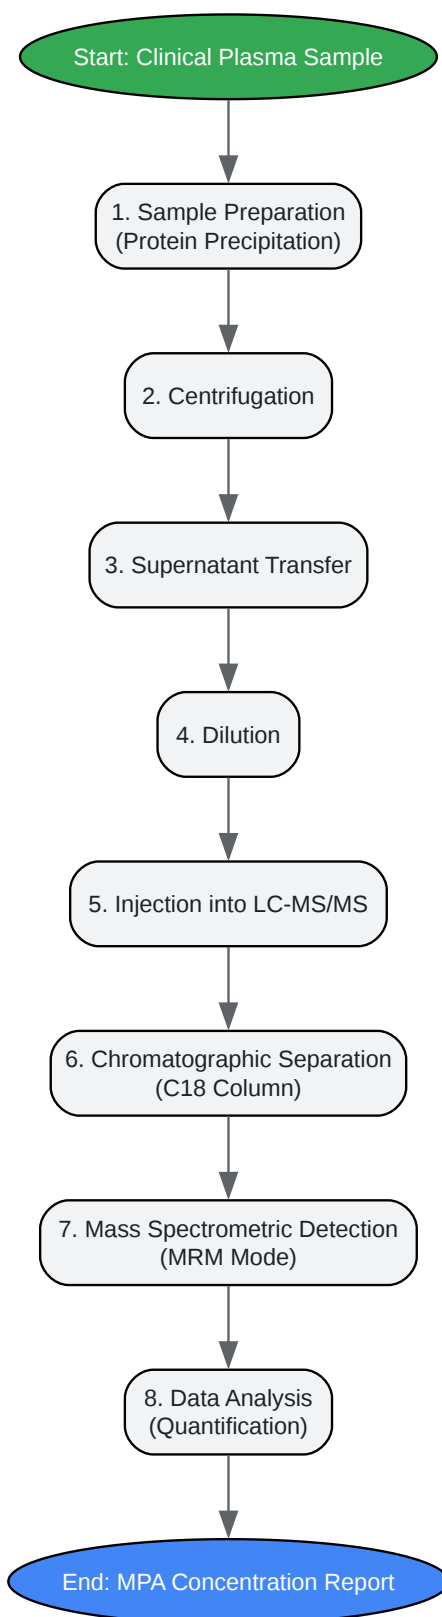 Start: Clinical Plasma Sample
1. Sample Preparation
(Protein Precipitation)
2. Centrifugation
3. Supernatant Transfer
4. Dilution
5. Injection into LC-MS/MS
6. Chromatographic Separation
(C18 Column)
7. Mass Spectrometric Detection
(MRM Mode)
8. Data Analysis
(Quantification)
End: MPA Concentration Report